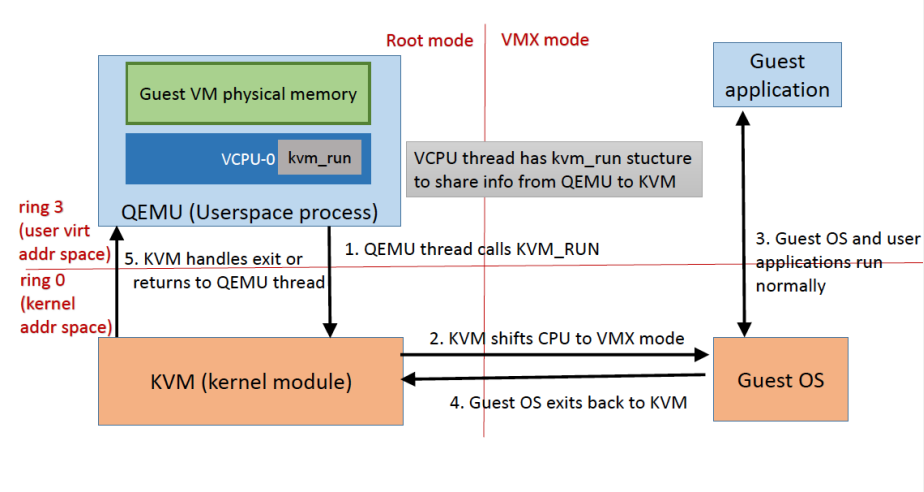 Root mode
VMX mode
Guest VM physical memory
VCPU-0
kvm_run
QEMU (Userspace process)
VCPU thread has kvm_run stucture
to share info from QEMU to KVM
Guest
application
ring 3
(user virt
addr space)
ring 0
(kernel
addr space)
5. KVM handles exit or
returns to QEMU thread
1. QEMU thread calls KVM_RUN
3. Guest OS and user
applications run
normally
2. KVM shifts CPU to VMX mode
4. Guest OS exits back to KVM
KVM (kernel module)
Guest OS